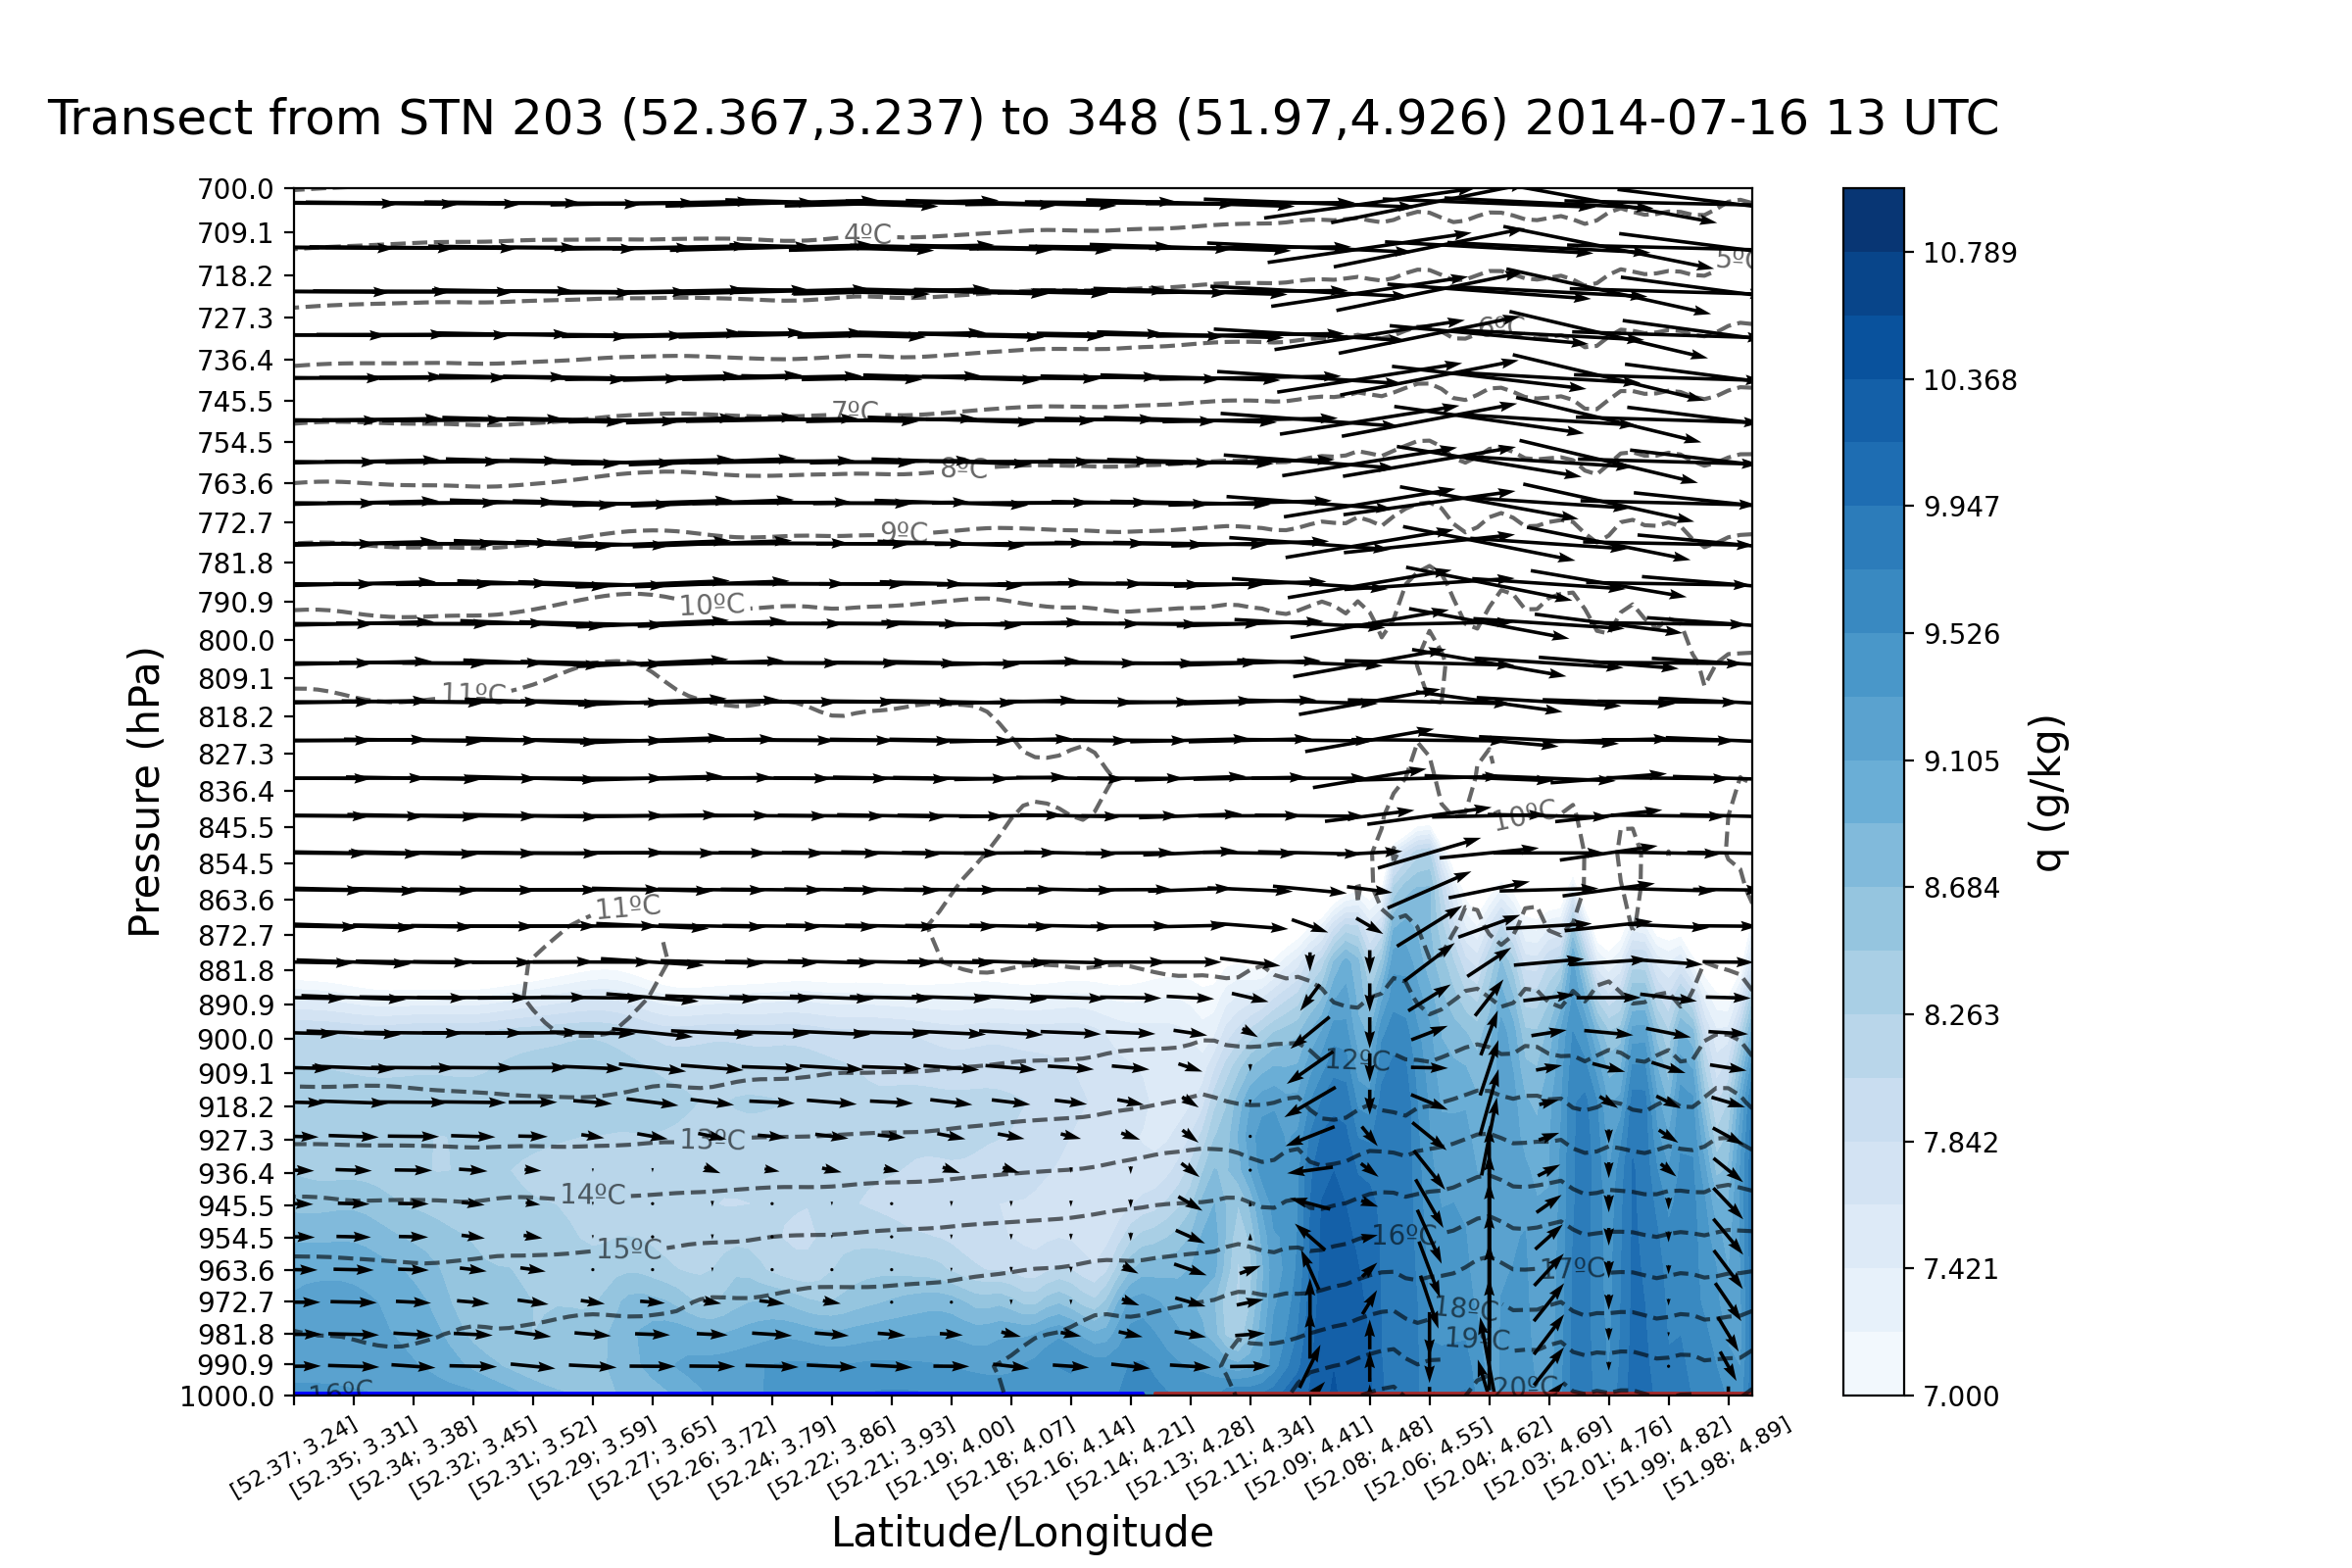 Transect from STN 203 (52.367,3.237) to 348 (51.97,4.926) 2014-07-16 13 UTC
700.0
709.1
718.2
727.3
736.4
745.5
754.5
763.6
772.7
781.8
790.9
800.0
809.1
818.2
827.3
836.4
845.5
854.5
863.6
872.7
881.8
890.9
900.0
909.1
918.2
927.3
936.4
945.5
954.5
963.6
972.7
981.8
990.9
1000.0
Pressure (hPa)
4ºC
5ºC
6ºC
7ºC
8ºC
9ºC
10ºC
11ºC
10ºC
11ºC
12ºC
13ºC
14ºC
15ºC
16ºC
17ºC
18ºC
19ºC
16ºC
20ºC
[52.37; 3.24]
[52.35; 3.31]
[52.34; 3.38]
[52.32; 3.45]
[52.31; 3.52]
[52.29; 3.59]
[52.27; 3.65]
[52.26; 3.72]
[52.24; 3.79]
[52.22; 3.86]
[52.21; 3.93]
[52.19; 4.00]
[52.18; 4.07]
[52.16; 4.14]
[52.14; 4.21]
[52.13; 4.28]
[52.11; 4.34]
[52.09; 4.41]
[52.08; 4.48]
[52.06; 4.55]
[52.04; 4.62]
[52.03; 4.69]
[52.01; 4.76]
[51.99; 4.82]
[51.98; 4.89]
Latitude/Longitude
10.789
10.368
9.947
9.526
9.105
8.684
8.263
7.842
7.421
7.000
q (g/kg)